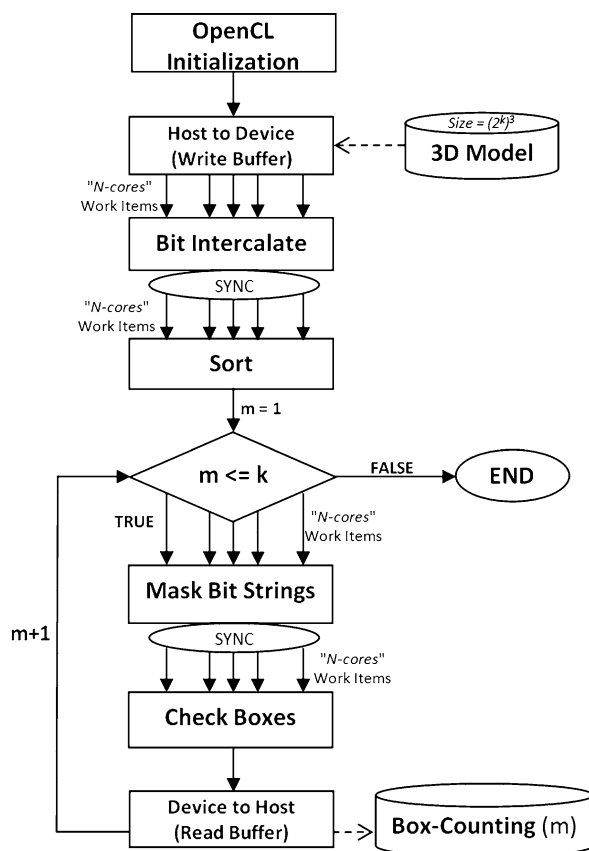 OpenCL
Initialization
Host to Device
(Write Buffer)
Size = (2ᵏ)³
3D Model
"N-cores"
Work Items
Bit Intercalate
SYNC
"N-cores"
Work Items
Sort
m = 1
m <= k
FALSE
END
TRUE
"N-cores"
Work Items
Mask Bit Strings
m+1
SYNC
"N-cores"
Work Items
Check Boxes
Device to Host
(Read Buffer)
Box-Counting (m)